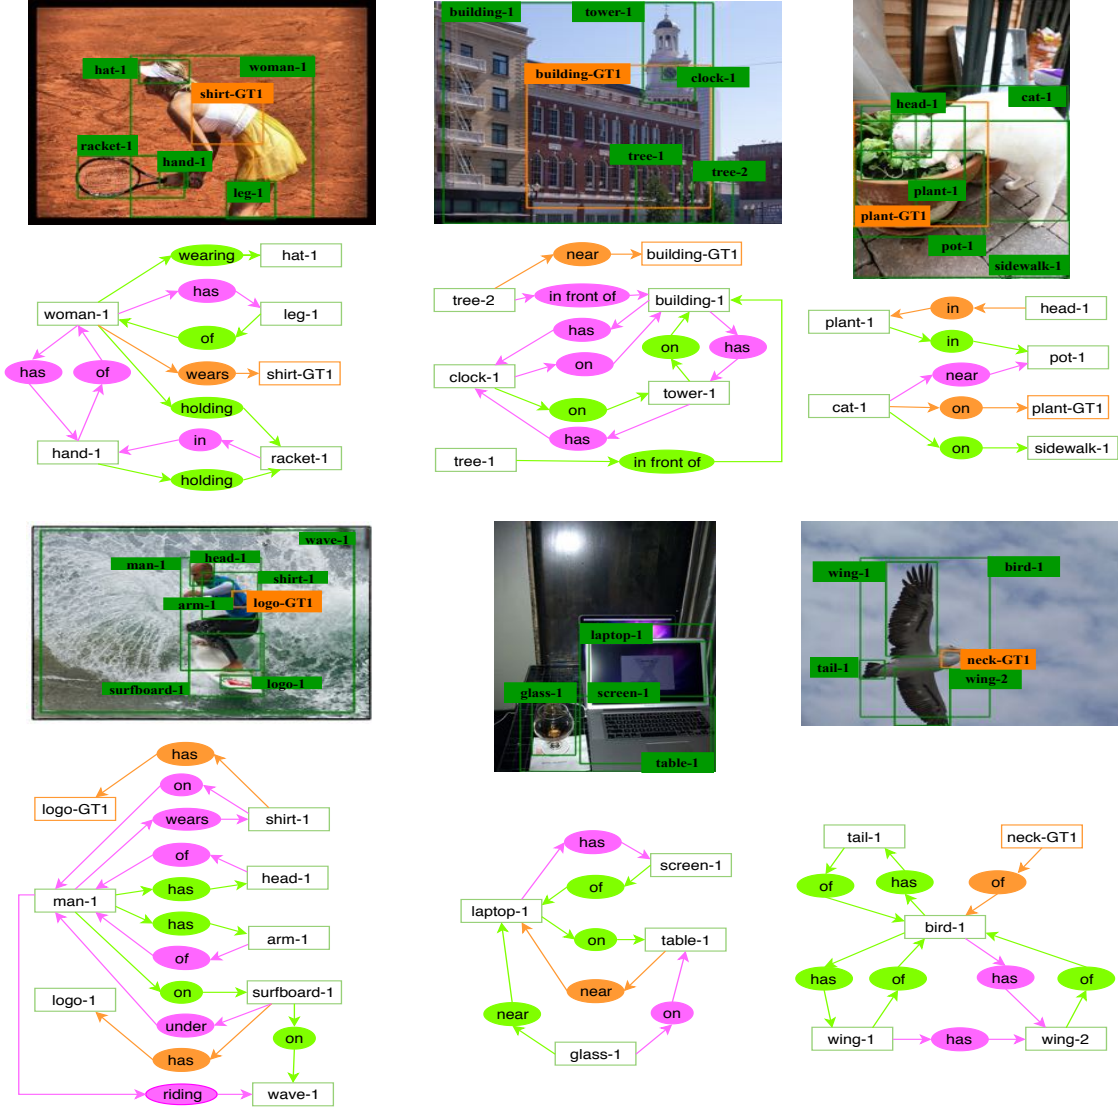 hat-1
woman-1
shirt-GT1
racket-1
hand-1
leg-1
building-1
tower-1
building-GT1
clock-1
tree-1
tree-2
cat-1
head-1
plant-1
plant-GT1
pot-1
sidewalk-1
wearing
hat-1
has
woman-1
leg-1
of
has
of
wears
shirt-GT1
holding
hand-1
in
racket-1
holding
near
building-GT1
tree-2
in front of
building-1
has
on
has
clock-1
on
tower-1
on
has
tree-1
in front of
in
head-1
plant-1
in
pot-1
near
cat-1
on
plant-GT1
on
sidewalk-1
wave-1
head-1
man-1
shirt-1
arm-1
logo-GT1
surfboard-1
logo-1
laptop-1
glass-1
screen-1
table-1
wing-1
bird-1
tail-1
neck-GT1
wing-2
has
logo-GT1
on
shirt-1
wears
of
head-1
has
man-1
has
arm-1
of
logo-1
on
surfboard-1
under
on
has
riding
wave-1
has
screen-1
of
laptop-1
on
table-1
near
near
on
glass-1
tail-1
neck-GT1
of
has
of
bird-1
has
of
has
of
wing-1
has
wing-2